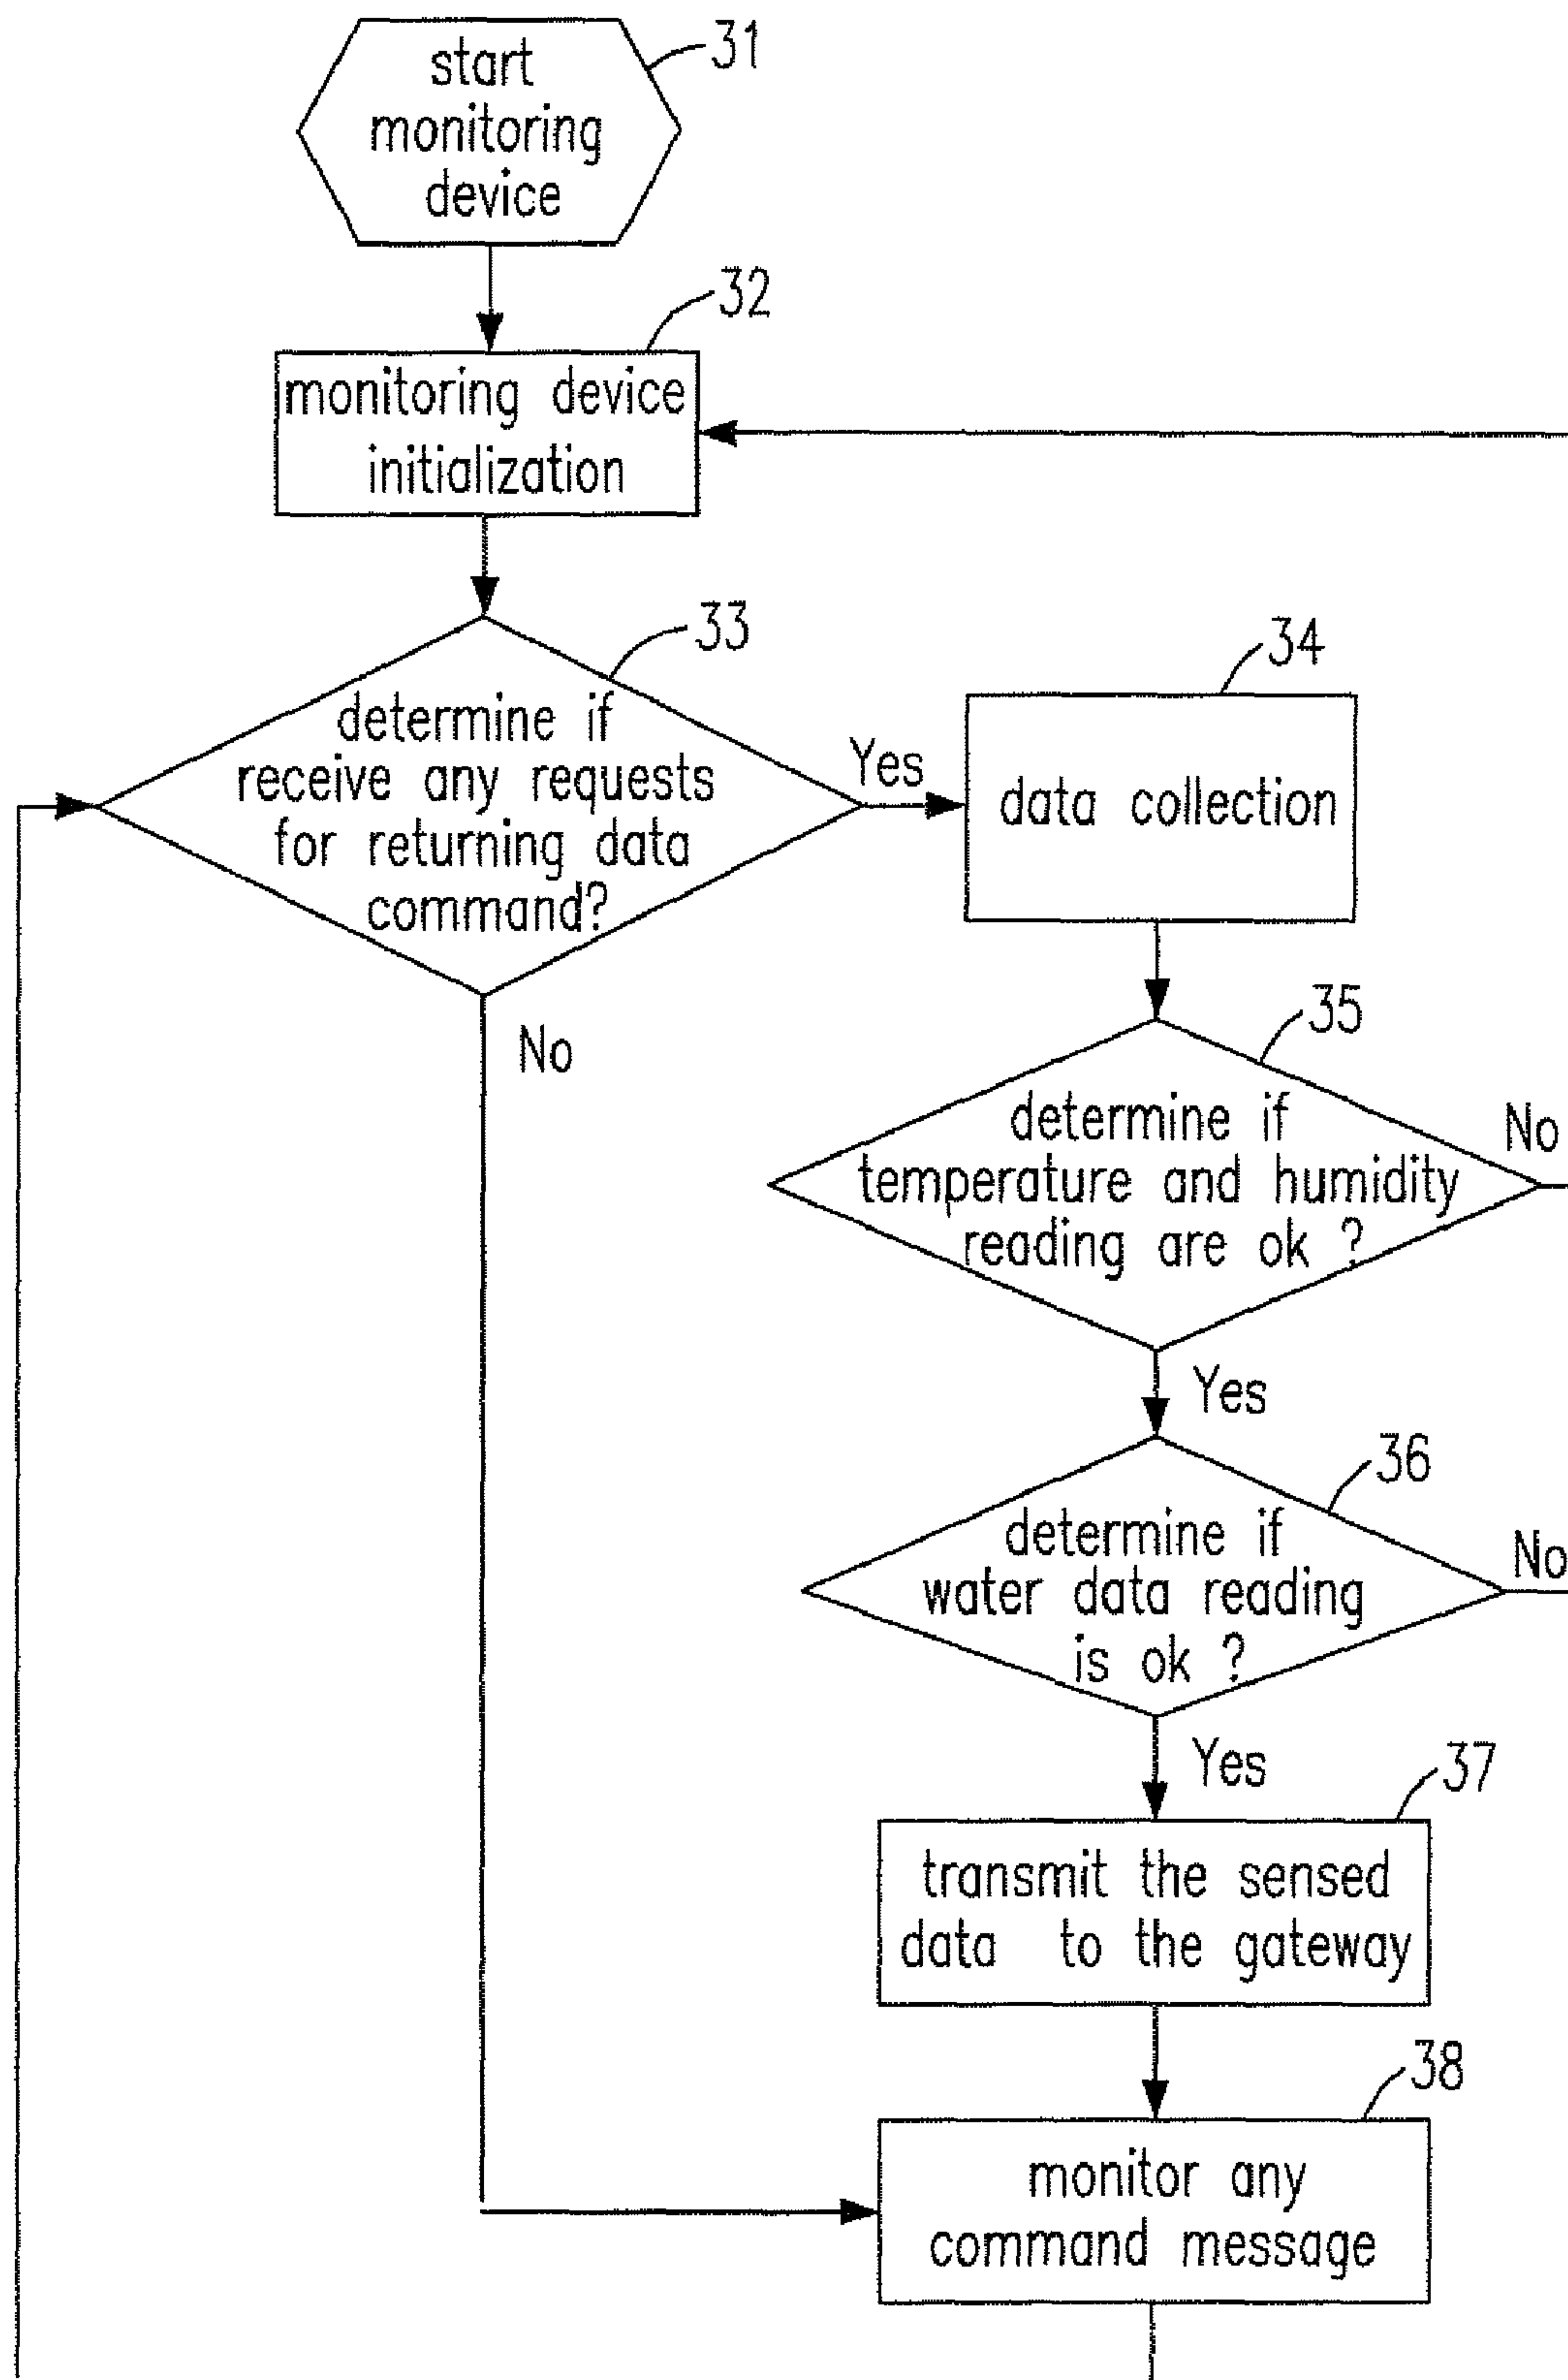 start
monitoring
device
31
32
monitoring device
initialization
33
determine if
receive any requests
for returning data
command?
Yes
No
34
data collection
35
determine if
temperature and humidity
reading are ok ?
No
Yes
36
determine if
water data reading
is ok ?
No
Yes
37
transmit the sensed
data to the gateway
38
monitor any
command message